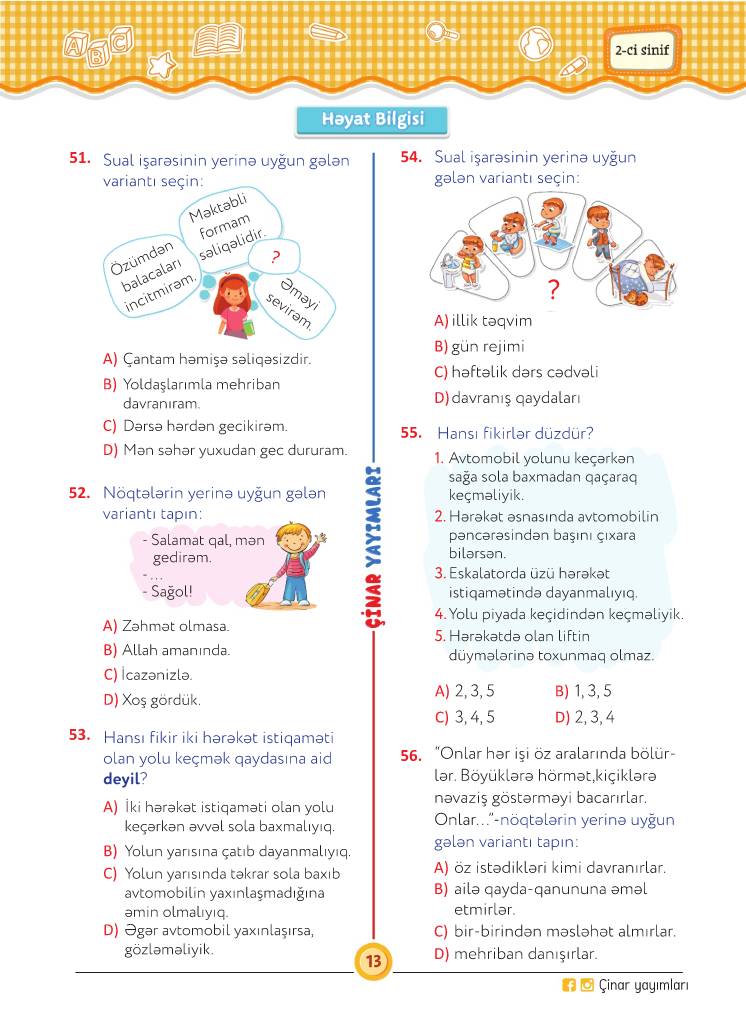 ABC
2-ci sinif
Həyat Bilgisi
51. Sual işarəsinin yerinə uyğun gələn
variantı seçin:
Özümdən
balacaları
incitmirəm.
Məktəbli
formam
səliqəlidir.
?
Əməyi
sevirəm.
A) Çantam həmişə səliqəsizdir.
B) Yoldaşlarımla mehriban
davranıram.
C) Dərsə hərdən gecikirəm.
D) Mən səhər yuxudan gec dururam.
52. Nöqtələrin yerinə uyğun gələn
variantı tapın:
- Salamat qal, mən
gedirəm.
- ...
- Sağol!
A) Zəhmət olmasa.
B) Allah amanında.
C) İcazənizlə.
D) Xoş gördük.
53. Hansı fikir iki hərəkət istiqaməti
olan yolu keçmək qaydasına aid
deyil?
A) İki hərəkət istiqaməti olan yolu
keçərkən əvvəl sola baxmalıyıq.
B) Yolun yarısına çatıb dayanmalıyıq.
C) Yolun yarısında təkrar sola baxıb
avtomobilin yaxınlaşmadığına
əmin olmalıyıq.
D) Əgər avtomobil yaxınlaşırsa,
gözləməliyik.
ÇİNAR YAYIMLARI
54. Sual işarəsinin yerinə uyğun
gələn variantı seçin:
?
A) illik təqvim
B) gün rejimi
C) həftəlik dərs cədvəli
D) davranış qaydaları
55. Hansı fikirlər düzdür?
1. Avtomobil yolunu keçərkən
sağa sola baxmadan qaçaraq
keçməliyik.
2. Hərəkət əsnasında avtomobilin
pəncərəsindən başını çıxara
bilərsən.
3. Eskalatorda üzü hərəkət
istiqamətində dayanmalıyıq.
4. Yolu piyada keçidindən keçməliyik.
5. Hərəkətdə olan liftin
düymələrinə toxunmaq olmaz.
A) 2, 3, 5 B) 1, 3, 5
C) 3, 4, 5 D) 2, 3, 4
56. "Onlar hər işi öz aralarında bölür-
lər. Böyüklərə hörmət,kiçiklərə
nəvaziş göstərməyi bacarırlar.
Onlar..."-nöqtələrin yerinə uyğun
gələn variantı tapın:
A) öz istədikləri kimi davranırlar.
B) ailə qayda-qanununa əməl
etmirlər.
C) bir-birindən məsləhət almırlar.
D) mehriban danışırlar.
13
Çinar yayımları